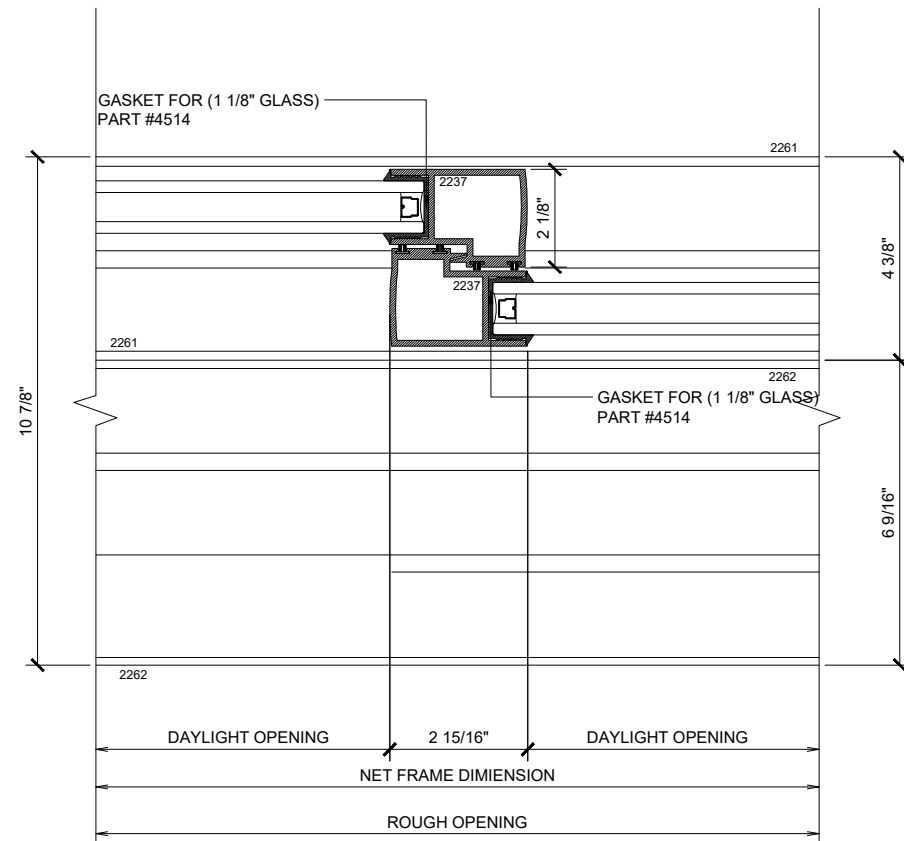 GASKET FOR (1 1/8" GLASS)
PART #4514
2261
2237
2 1/8"
4 3/8"
2237
2261
2262
10 7/8"
GASKET FOR (1 1/8" GLASS)
PART #4514
6 9/16"
2262
DAYLIGHT OPENING
2 15/16"
DAYLIGHT OPENING
NET FRAME DIMIENSION
ROUGH OPENING